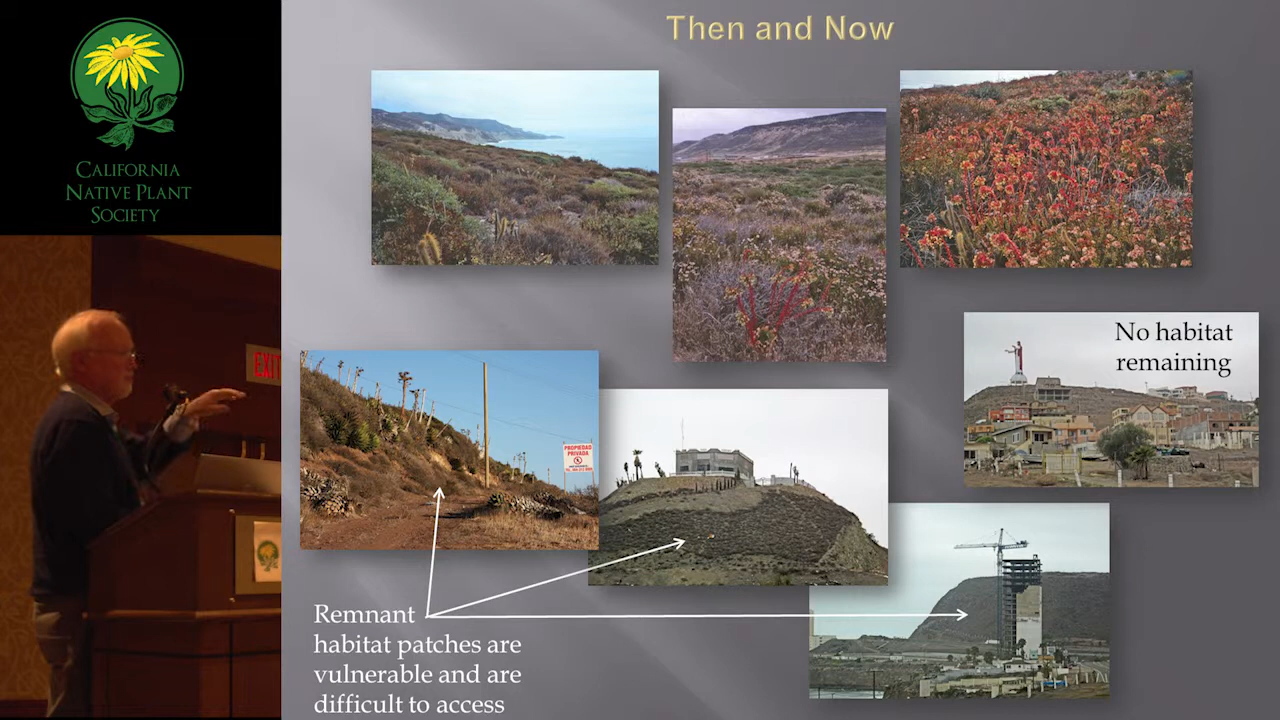 CALIFORNIA
NATIVE PLANT
SOCIETY
Then and Now
EXIT
PROPIEDAD
PRIVADA
No habitat
remaining
Remnant
habitat patches are
vulnerable and are
difficult to access